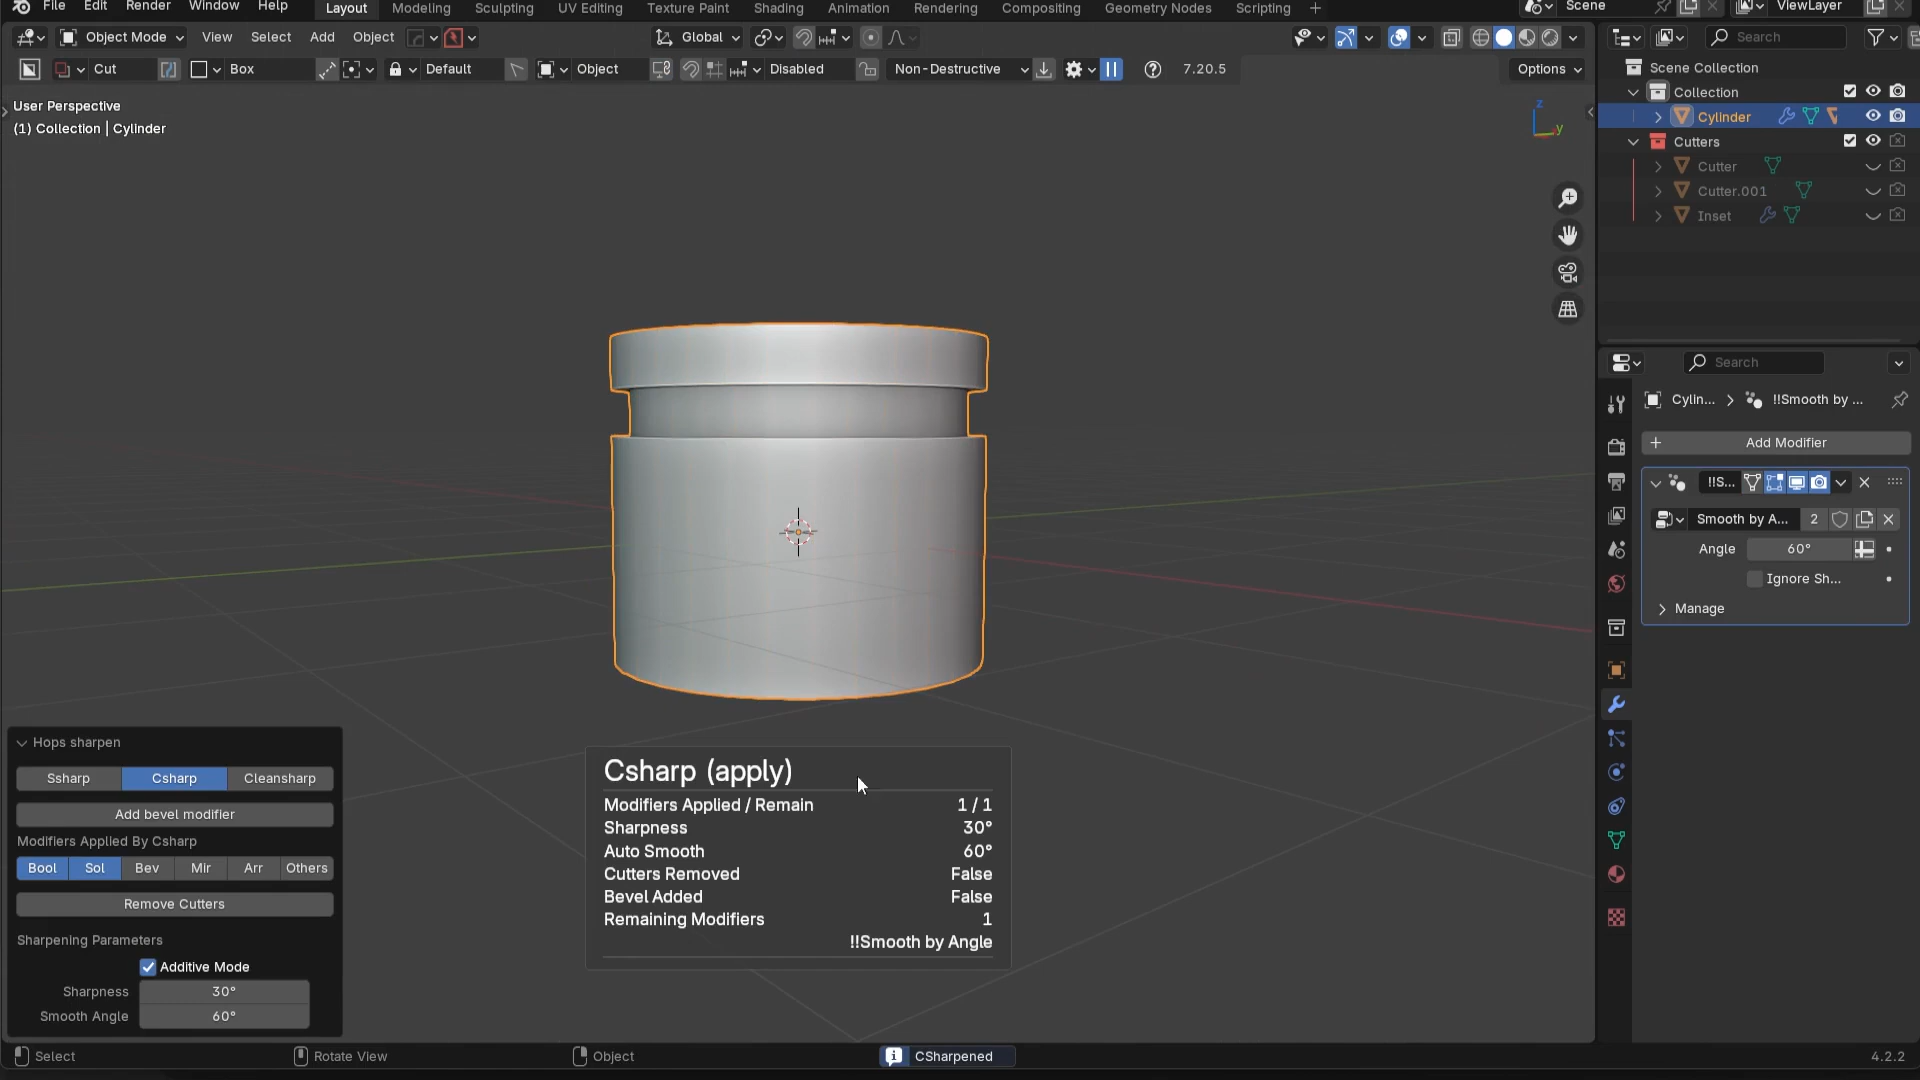 File Edit Render Window Help Layout Modeling Sculpting UV Editing Texture Paint Shading Animation Rendering Compositing Geometry Nodes Scripting + Scene ViewLayer
Object Mode View Select Add Object Global Search
Cut Box Default Object Disabled Non-Destructive 7.20.5 Options
User Perspective
(1) Collection | Cylinder
Z
Y
Scene Collection
Collection
Cylinder
Cutters
Cutter
Cutter.001
Inset
Search
Cylin... !!Smooth by ...
+ Add Modifier
!!S...
Smooth by A... 2
Angle 60°
Ignore Sh...
Manage
Hops sharpen
Ssharp Csharp Cleansharp
Add bevel modifier
Modifiers Applied By Csharp
Bool Sol Bev Mir Arr Others
Remove Cutters
Sharpening Parameters
Additive Mode
Sharpness 30°
Smooth Angle 60°
Csharp (apply)
Modifiers Applied / Remain 1 / 1
Sharpness 30°
Auto Smooth 60°
Cutters Removed False
Bevel Added False
Remaining Modifiers 1
!!Smooth by Angle
Select Rotate View Object CSharpened 4.2.2